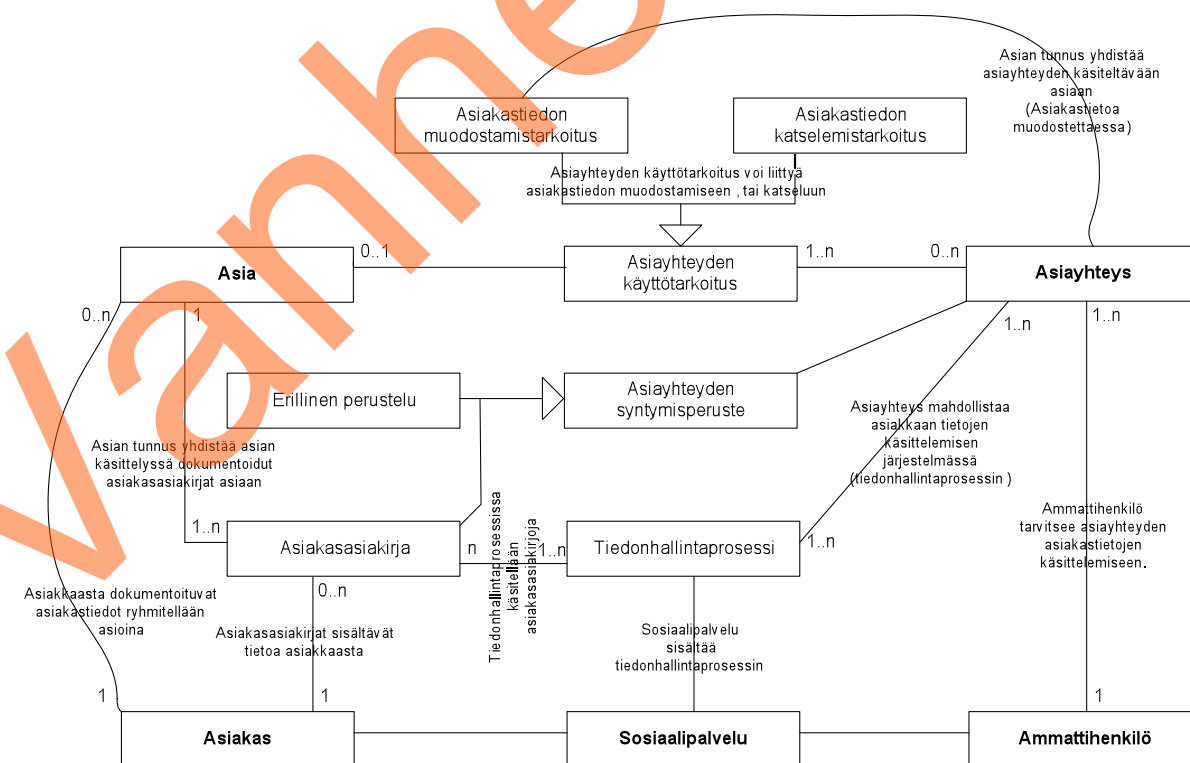 Asian tunnus yhdistää
asiayhteyden käsiteltävään
asiaan
(Asiakastietoa
muodostettaessa)
Asiakastiedon
muodostamistarkoitus
Asiakastiedon
katselemistarkoitus
Asiayhteyden käyttötarkoitus voi liittyä
asiakastiedon muodostamiseen , tai katseluun
Asia
0..1
Asiayhteyden
käyttötarkoitus
1..n
0..n
Asiayhteys
0..n
1
1..n
1..n
Erillinen perustelu
Asiayhteyden
syntymisperuste
Asiayhteys mahdollistaa
asiakkaan tietojen
käsittelemisen
järjestelmässä
(tiedonhallintaprosessin )
Asian tunnus yhdistää asian
käsittelyssä dokumentoidut
asiakasasiakirjat asiaan
1..n
Asiakasasiakirja
n
Tiedonhallintaprosessissa
käsitellään
asiakasasiakirjoja
1..n
Tiedonhallintaprosessi
1..n
Ammattihenkilö
tarvitsee asiayhteyden
asiakastietojen
käsittelemiseen.
0..n
Asiakkaasta dokumentoituvat
asiakastiedot ryhmitellään
asioina
Asiakasasiakirjat sisältävät
tietoa asiakkaasta
Sosiaalipalvelu
sisältää
tiedonhallintaprosessin
1
1
1
Asiakas
Sosiaalipalvelu
Ammattihenkilö
Vanhe